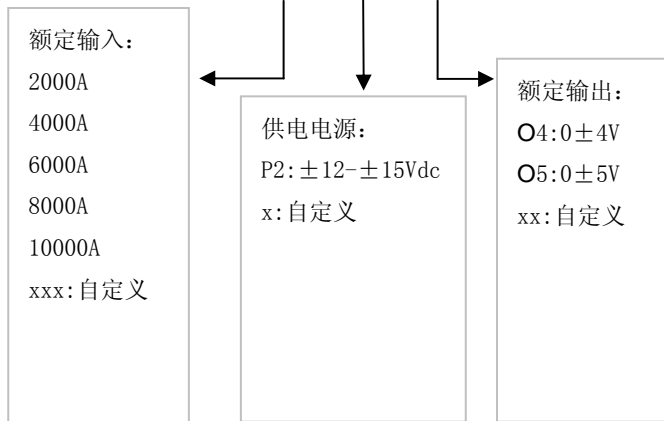 额定输入：
2000A
4000A
6000A
8000A
10000A
xxx:自定义
供电电源：
P2:±12-±15Vdc
x:自定义
额定输出：
O4:0±4V
O5:0±5V
xx:自定义